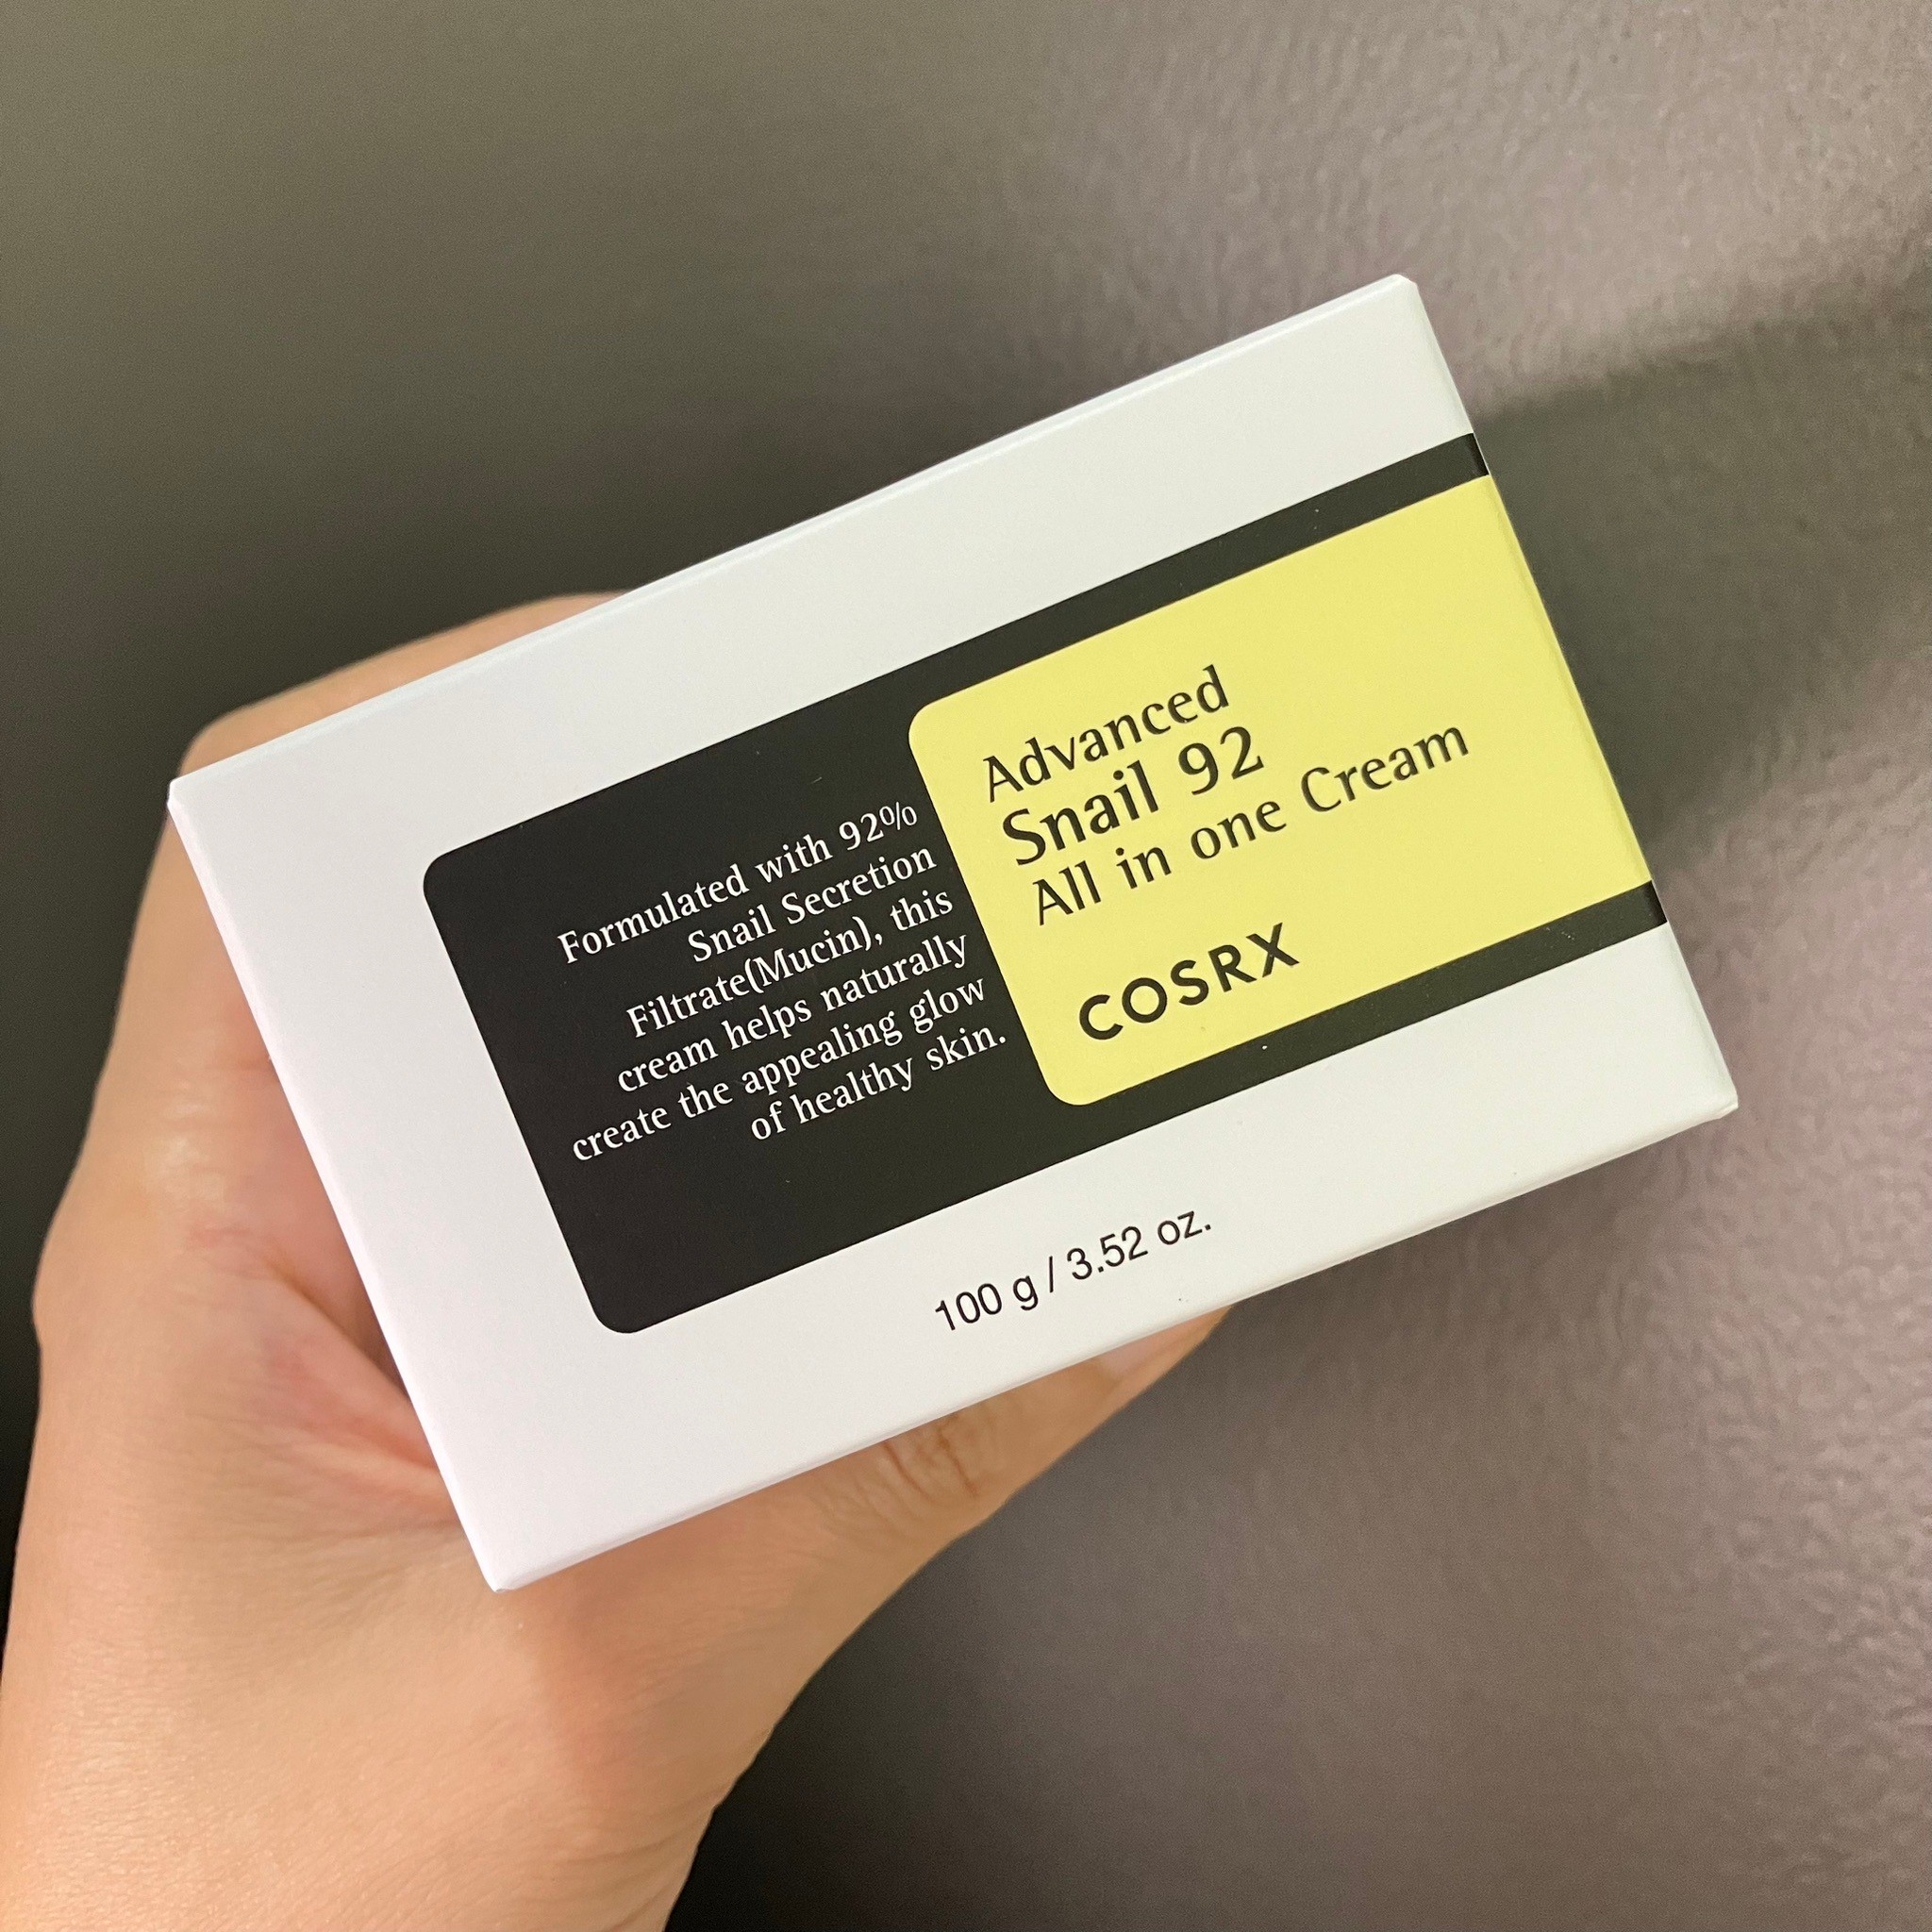 Formulated with 92%
Snail Secretion
Filtrate(Mucin), this
cream helps naturally
create the appealing glow
of healthy skin.
Advanced
Snail 92
All in one Cream
COSRX
100 g / 3.52 oz.